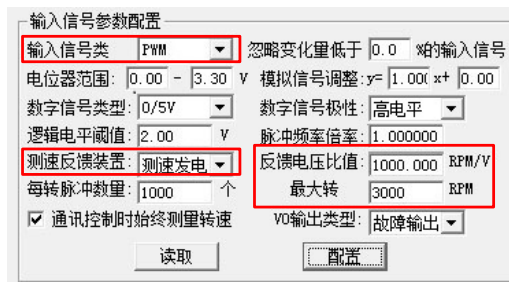 输入信号参数配置
输入信号类 PWM 忽略变化量低于 0.0 %的输入信号
电位器范围: 0.00 - 3.30 V 模拟信号调整:y= 1.00( x+ 0.00
数字信号类型: 0/5V 数字信号极性: 高电平
逻辑电平阈值: 2.00 V 脉冲频率倍率: 1.000000
测速反馈装置: 测速发电 反馈电压比值: 1000.000 RPM/V
每转脉冲数量: 1000 个 最大转 3000 RPM
通讯控制时始终测量转速 VO输出类型: 故障输出
读取 配置